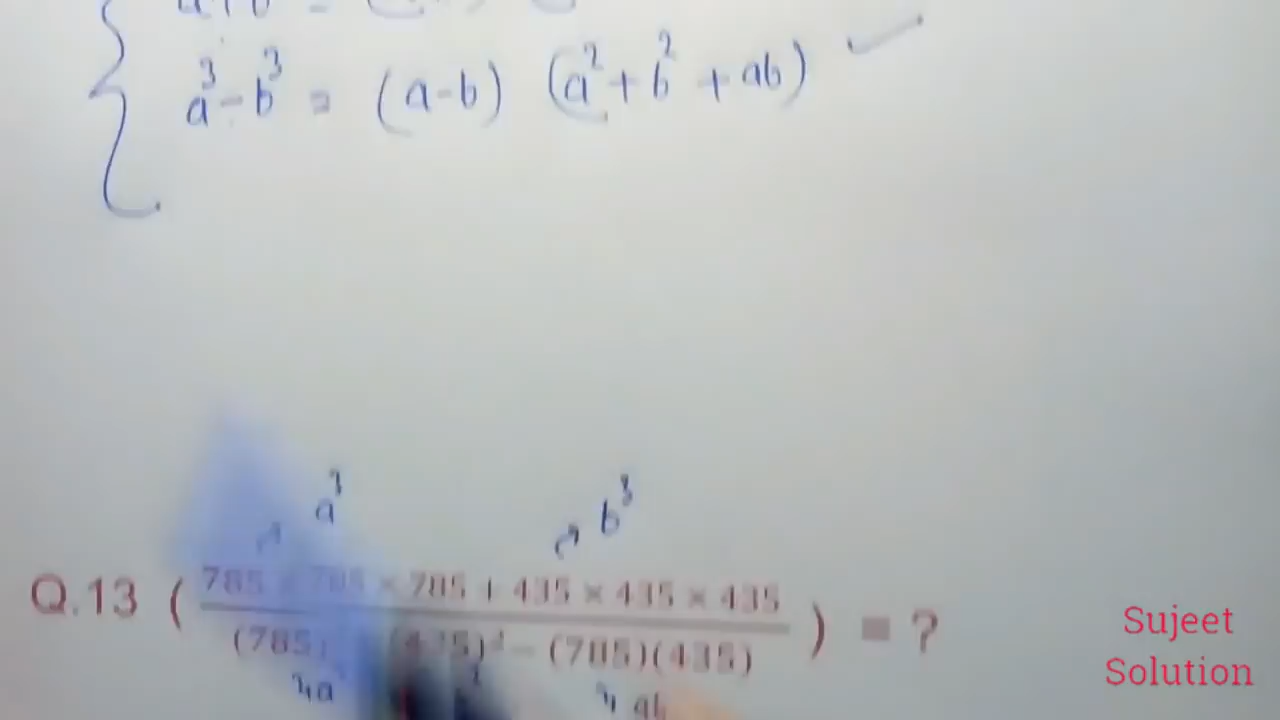 a³ - b³ = (a-b) (a² + b² + ab)
a³ b³
Q.13 ( 785 × 785 × 785 + 435 × 435 × 435 ) = ?
(785) (435)² - (785)(435)
a ab
Sujeet
Solution